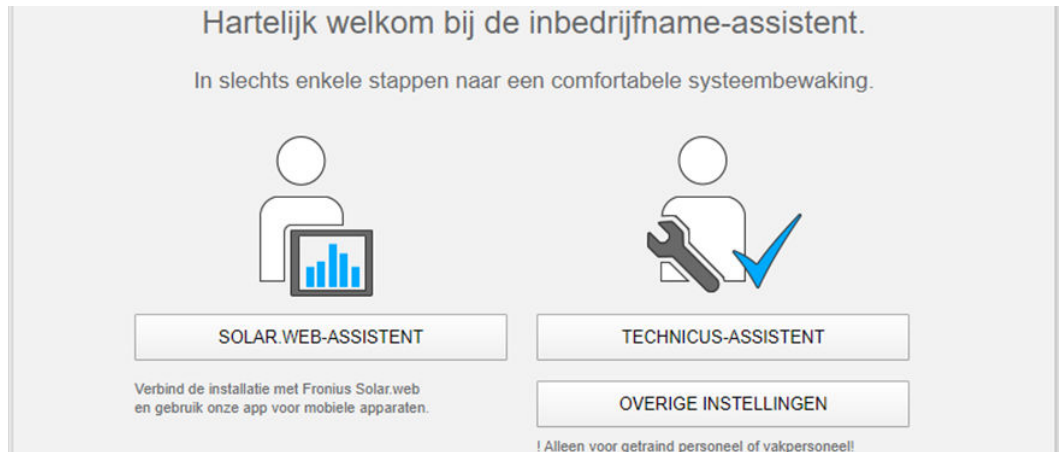 Hartelijk welkom bij de inbedrijfname-assistent.
In slechts enkele stappen naar een comfortabele systeembewaking.
SOLAR.WEB-ASSISTENT
Verbind de installatie met Fronius Solar.web
en gebruik onze app voor mobiele apparaten.
TECHNICUS-ASSISTENT
OVERIGE INSTELLINGEN
! Alleen voor getraind personeel of vakpersoneel!